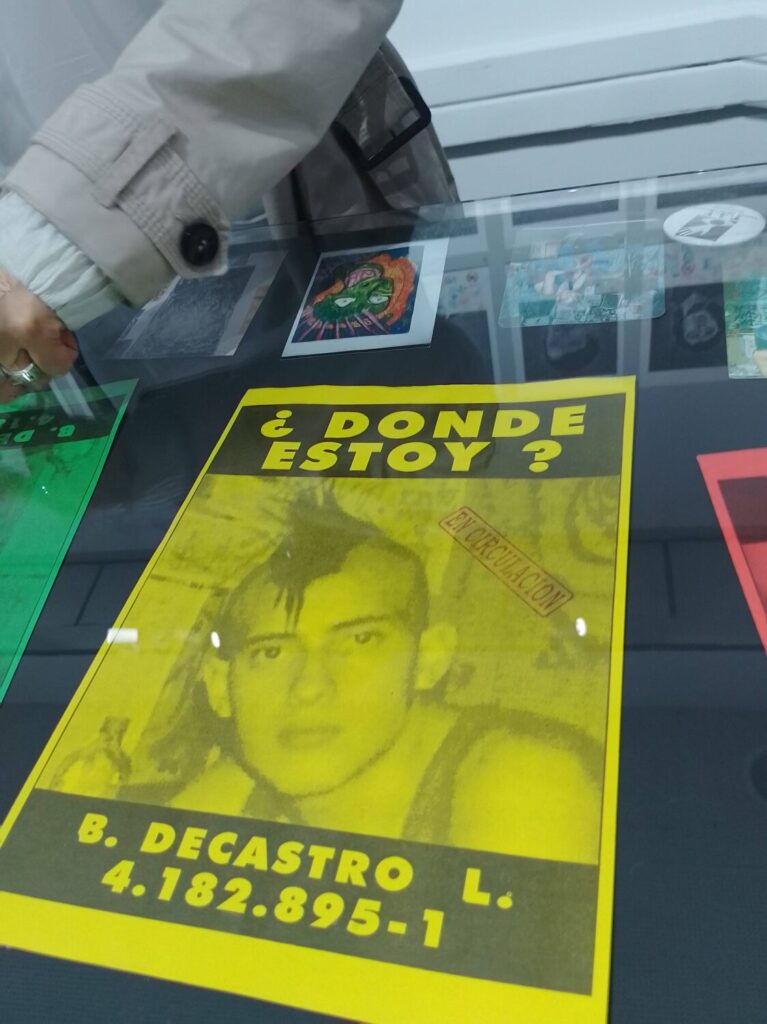 ¿ DONDE
ESTOY ?
EN CIRCULACION
B. DECASTRO L.
4.182.895-1